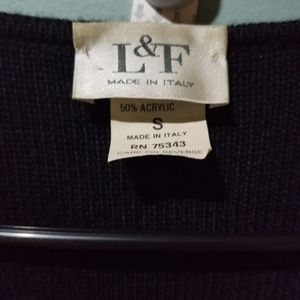 L&F
MADE IN ITALY
50% ACRYLIC
S
MADE IN ITALY
RN 75343
CARE ON REVERSE